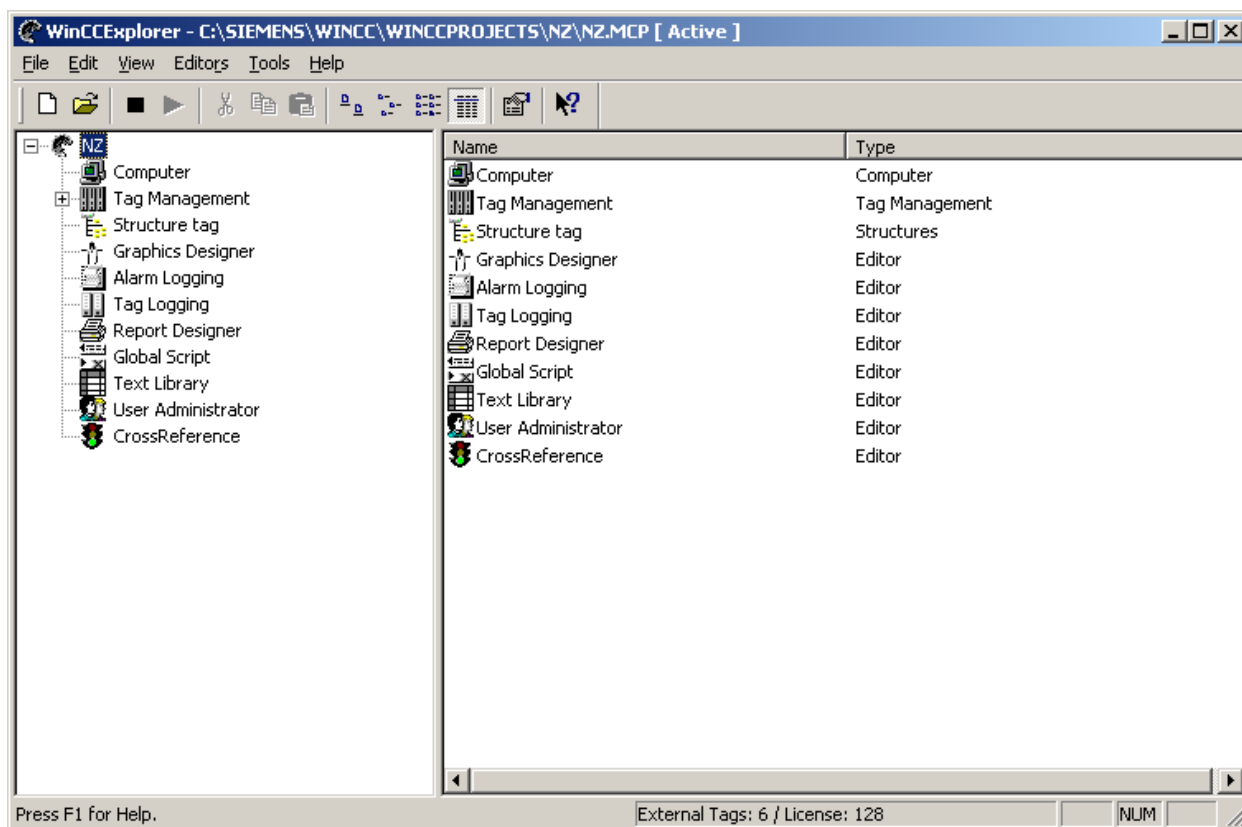 WinCCExplorer - C:\SIEMENS\WINCC\WINCCPROJECTS\NZ\NZ.MCP [ Active ]
File Edit View Editors Tools Help
NZ
Computer
Tag Management
Structure tag
Graphics Designer
Alarm Logging
Tag Logging
Report Designer
Global Script
Text Library
User Administrator
CrossReference
Name Type
Computer Computer
Tag Management Tag Management
Structure tag Structures
Graphics Designer Editor
Alarm Logging Editor
Tag Logging Editor
Report Designer Editor
Global Script Editor
Text Library Editor
User Administrator Editor
CrossReference Editor
Press F1 for Help. External Tags: 6 / License: 128 NUM